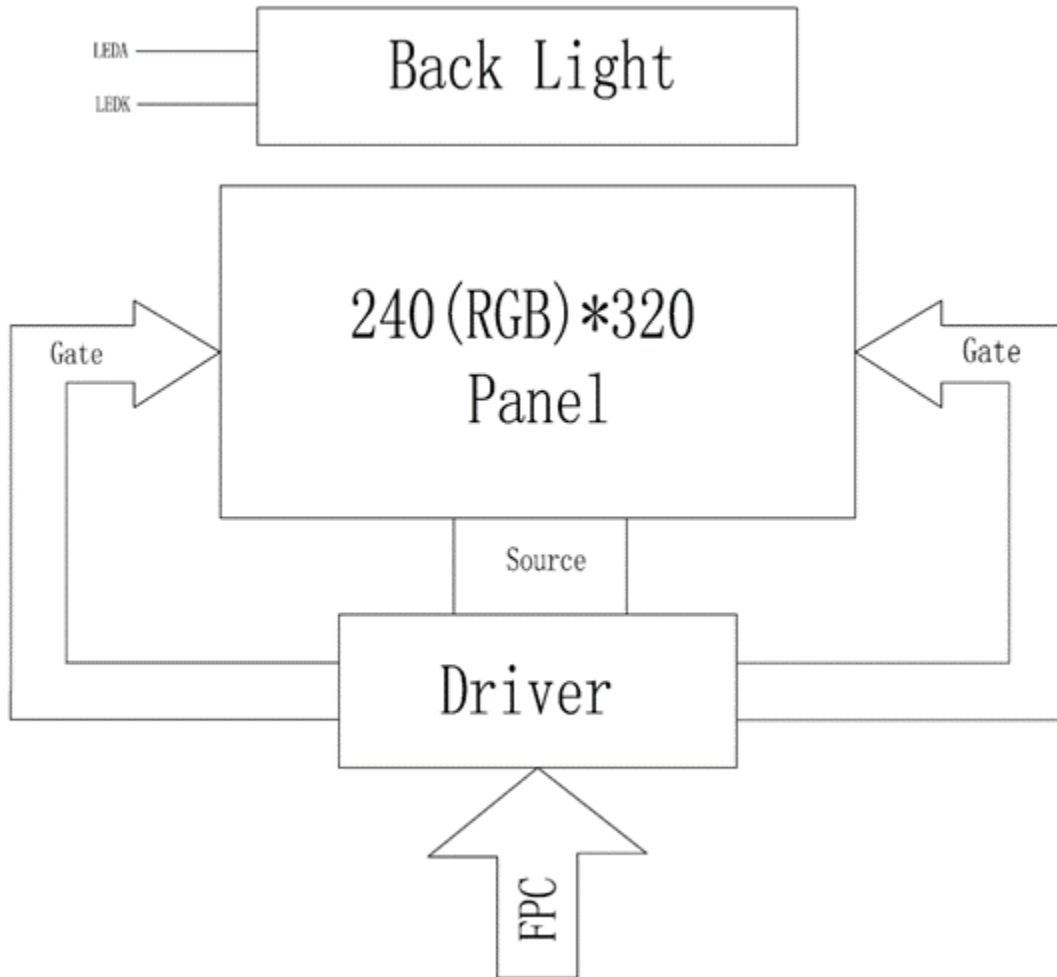 LEDA
Back Light
LEDK
240(RGB)*320
Panel
Gate
Gate
Source
Driver
FPC